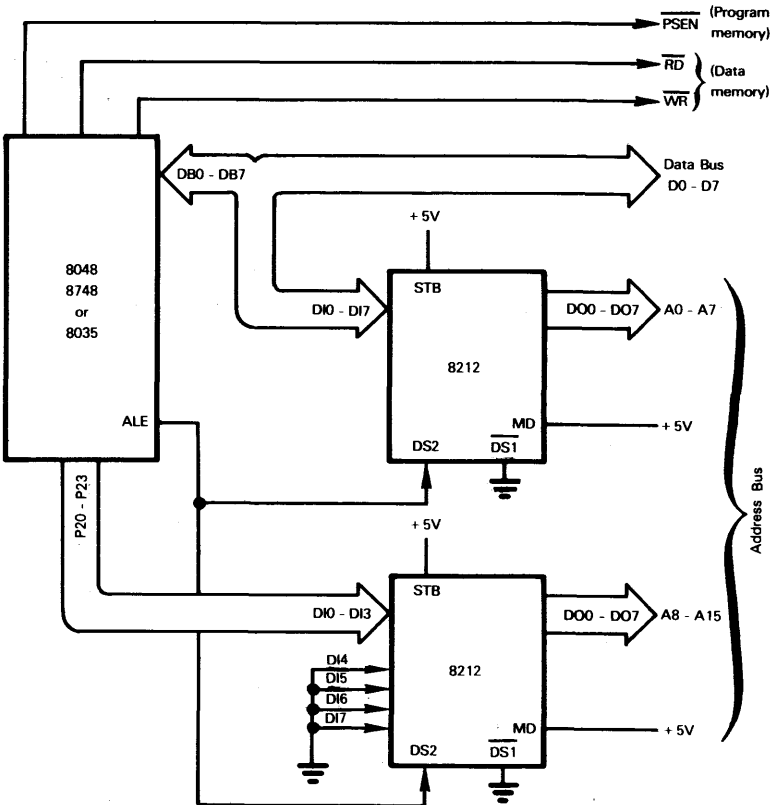 PSEN (Program
memory)
RD
(Data
WR
memory)
DB0 - DB7
Data Bus
D0 - D7
+ 5V
8048
8748
or
8035
STB
DI0 - DI7
DO0 - DO7
A0 - A7
8212
ALE
MD
+ 5V
DS2
DS1
P20 - P23
+ 5V
Address Bus
STB
DI0 - DI3
DO0 - DO7
A8 - A15
DI4
DI5
8212
DI6
DI7
MD
+ 5V
DS2
DS1